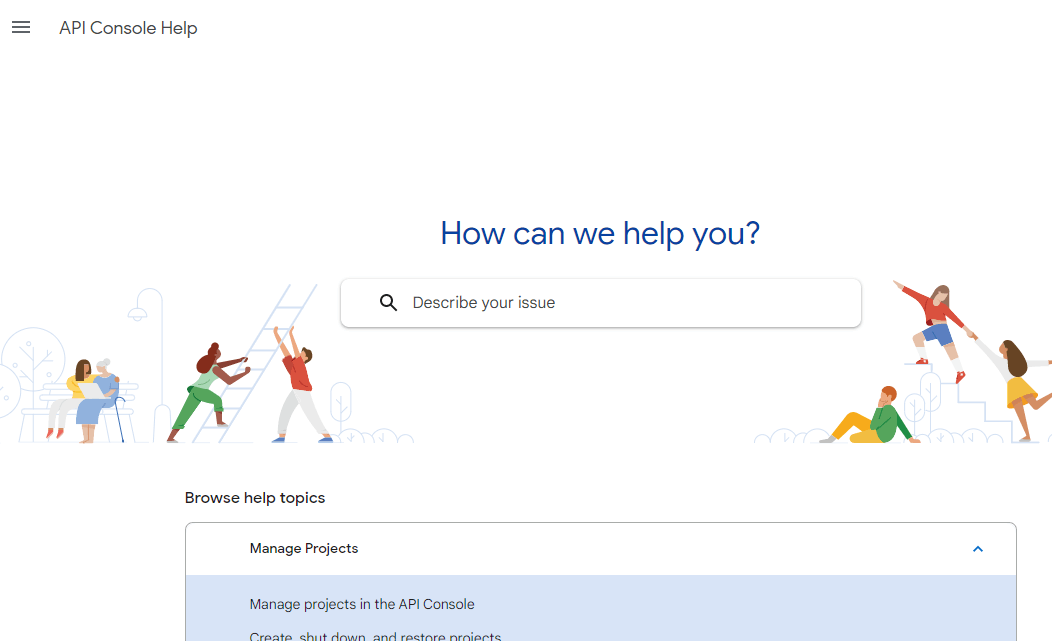 API Console Help
How can we help you?
Describe your issue
Browse help topics
Manage Projects
Manage projects in the API Console
Create, shut down, and restore projects